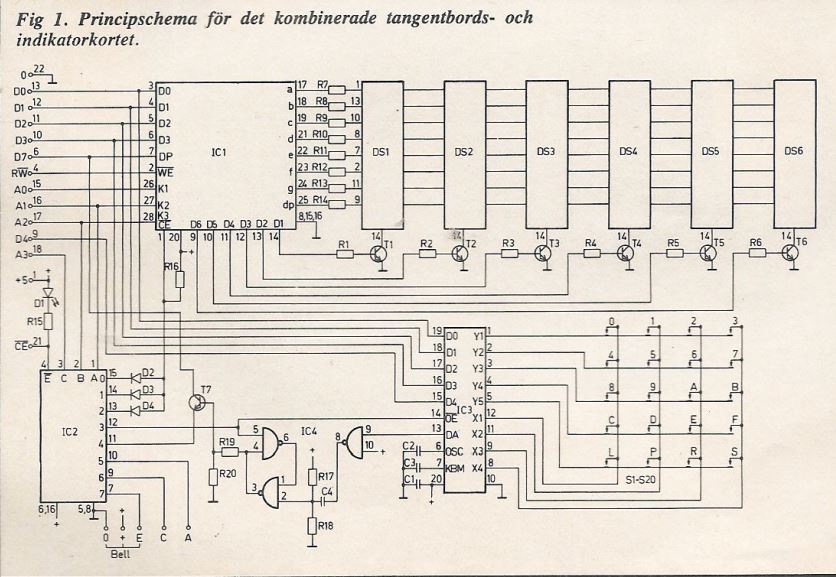 Fig 1. Principschema för det kombinerade tangentbords- och
indikatorkortet.
0 22
D0 13
D1 12
D2 11
D3 10
D7 6
RW 4
A0 15
A1 16
A2 17
D4 9
A3 18
+5 1 +
D1
R15
CE 21
3 D0
4 D1
5 D2
6 D3
7 DP
2 WE
26 K1
27 K2
28 K3
CE
IC1
a 17 R7 1
b 18 R8 13
c 19 R9 10
d 21 R10 8
e 22 R11 7
f 23 R12 2
g 24 R13 11
dp 25 R14 9
8,15,16
D6 D5 D4 D3 D2 D1
1 20 9 10 11 12 13 14
+
R16
DS1 DS2 DS3 DS4 DS5 DS6
14 14 14 14 14 14
R1 T1 R2 T2 R3 T3 R4 T4 R5 T5 R6 T6
4 3 2 1
E C B A 0 15 D2
1 14 D3
2 13 D4
3 12
4 11
5 10
6 9
7 7
IC2
6,16 5,8
+
0 + E C A
Bell
T7
R19
R20
IC4
5 4 6
3 1 2
8 9 10 +
+
R17
C4
R18
19 D0 Y1 1
18 D1 Y2 2
17 D2 Y3 3
16 D3 Y4 4
15 D4 Y5 5
IC3
14 OE X1 12
13 DA X2 11
C2 6 OSC X3 9
C3 7 KBM X4 8
C1 20 10
+
0 1 2 3
4 5 6 7
8 9 A B
C D E F
L P R S
S1-S20